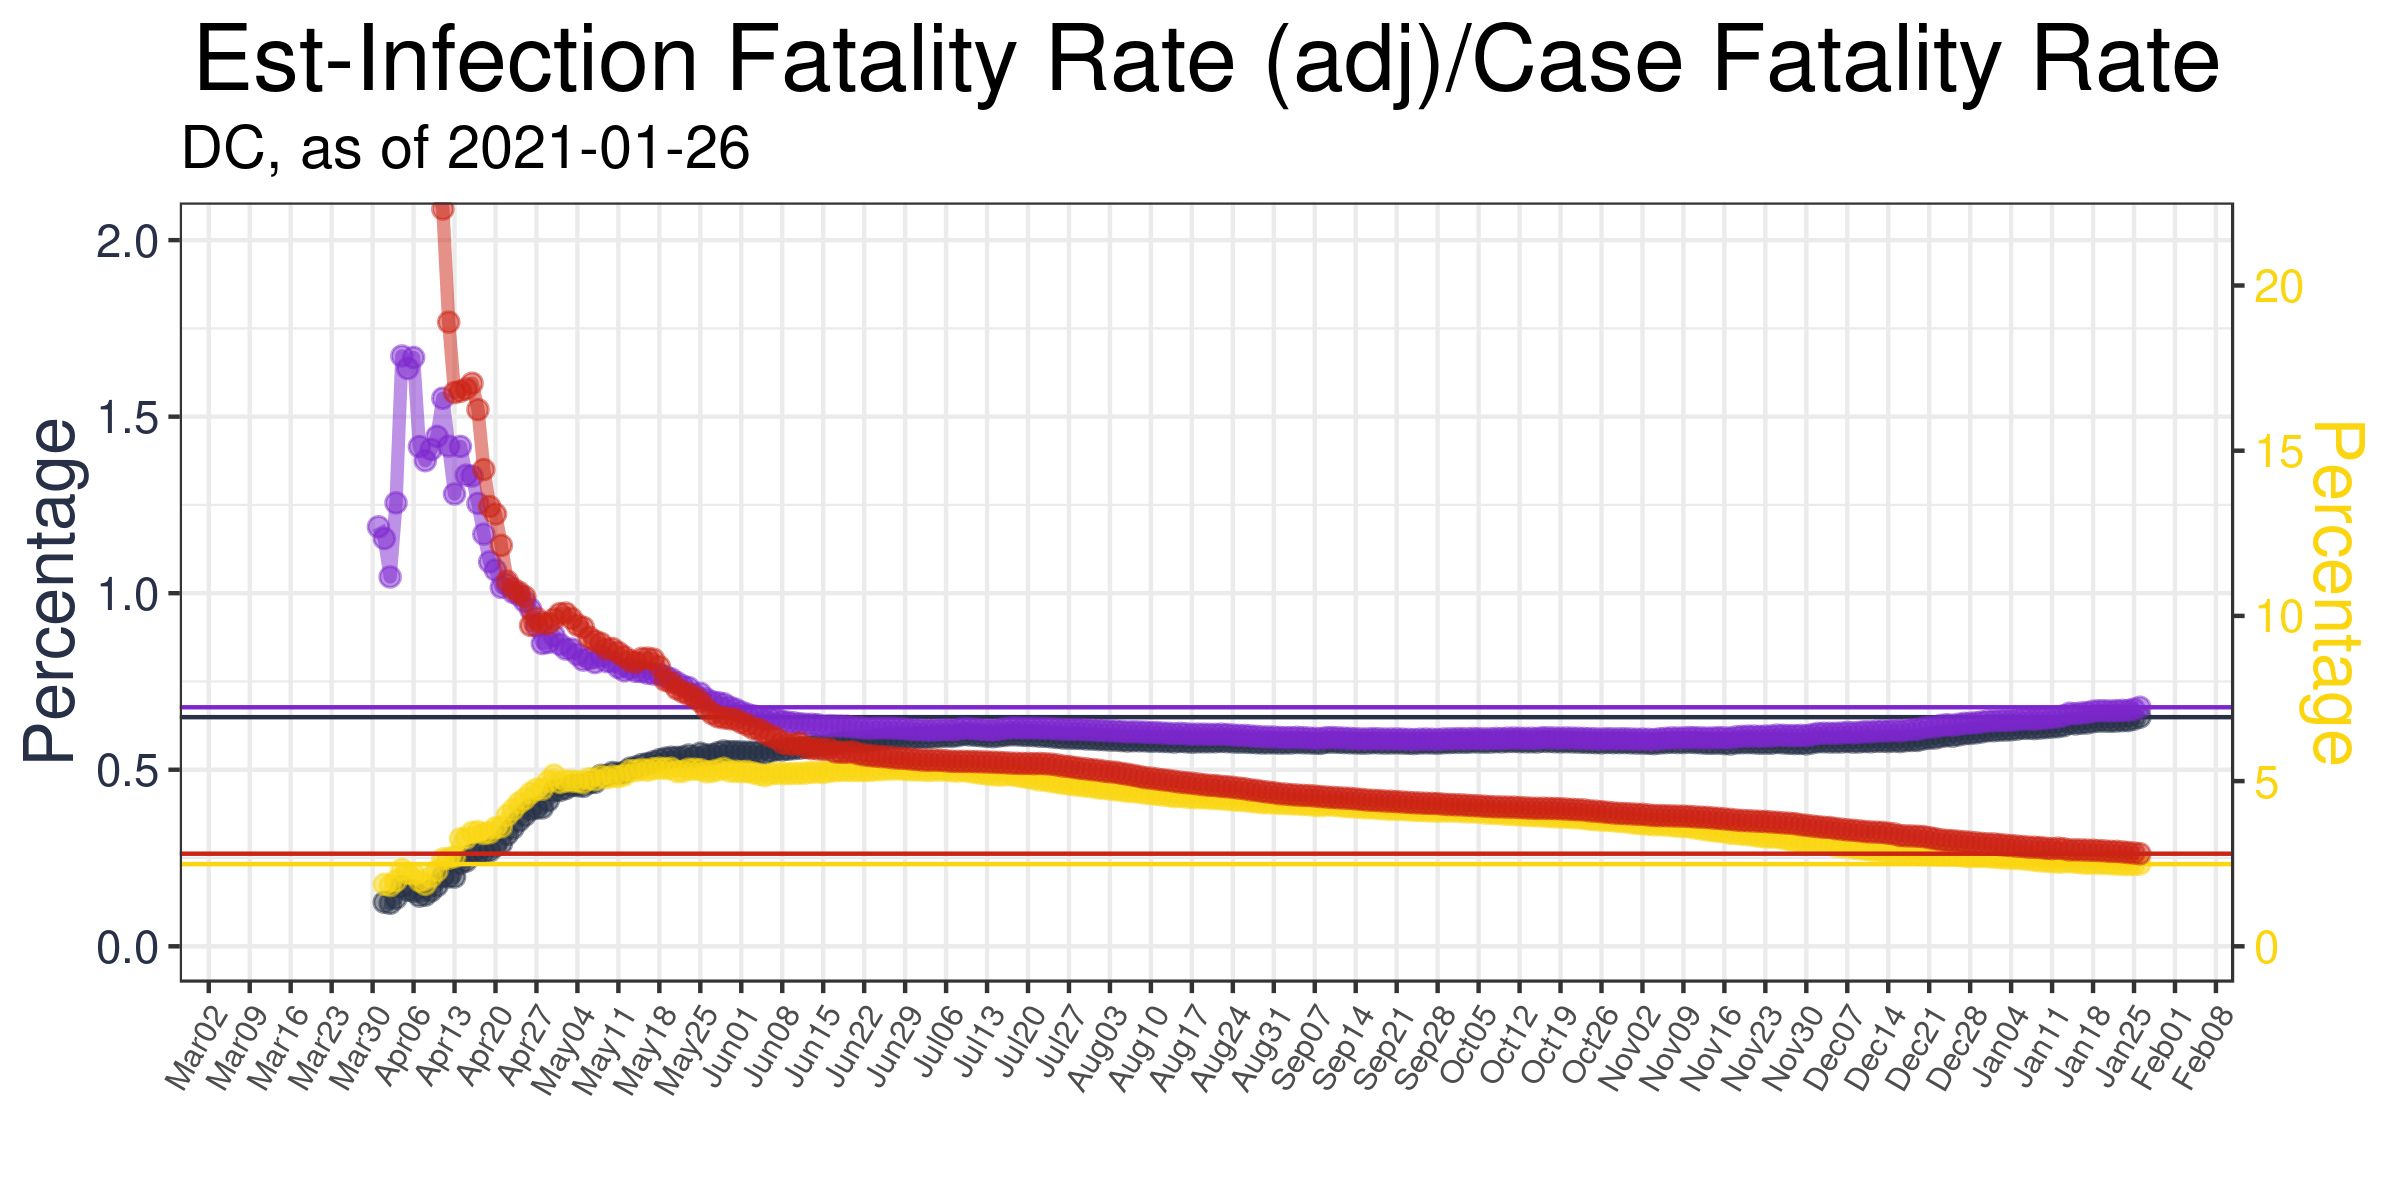 Est-Infection Fatality Rate (adj)/Case Fatality Rate
DC, as of 2021-01-26
Percentage
2.0
1.5
1.0
0.5
0.0
20
15
10
5
0
Percentage
Mar02
Mar09
Mar16
Mar23
Mar30
Apr06
Apr13
Apr20
Apr27
May04
May11
May18
May25
Jun01
Jun08
Jun15
Jun22
Jun29
Jul06
Jul13
Jul20
Jul27
Aug03
Aug10
Aug17
Aug24
Aug31
Sep07
Sep14
Sep21
Sep28
Oct05
Oct12
Oct19
Oct26
Nov02
Nov09
Nov16
Nov23
Nov30
Dec07
Dec14
Dec21
Dec28
Jan04
Jan11
Jan18
Jan25
Feb01
Feb08